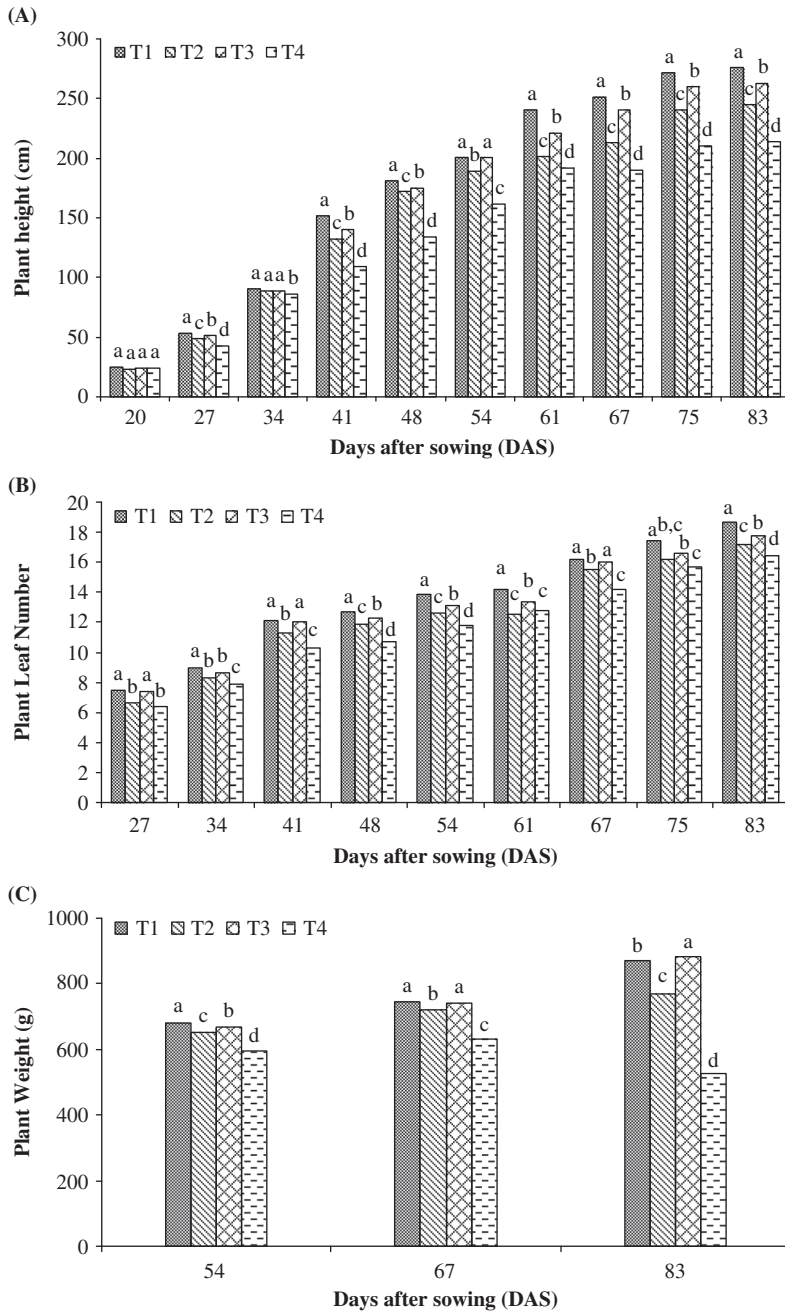 (A)
300
T1 T2 T3 T4
250
200
150
100
50
0
Plant height (cm)
a a a a
a c b d
a a a b
a c b d
a c b d
a b a c
a c b d
a c b d
a c b d
a c b d
20 27 34 41 48 54 61 67 75 83
Days after sowing (DAS)
(B)
20
T1 T2 T3 T4
18
16
14
12
10
8
6
4
2
0
Plant Leaf Number
a b a b
a b b c
a b a c
a c b d
a c b d
a c b c
a b a c
a b,c b c
a c b d
27 34 41 48 54 61 67 75 83
Days after sowing (DAS)
(C)
1000
T1 T2 T3 T4
800
600
400
200
0
Plant Weight (g)
a c b d
a b a c
b c a d
54 67 83
Days after sowing (DAS)